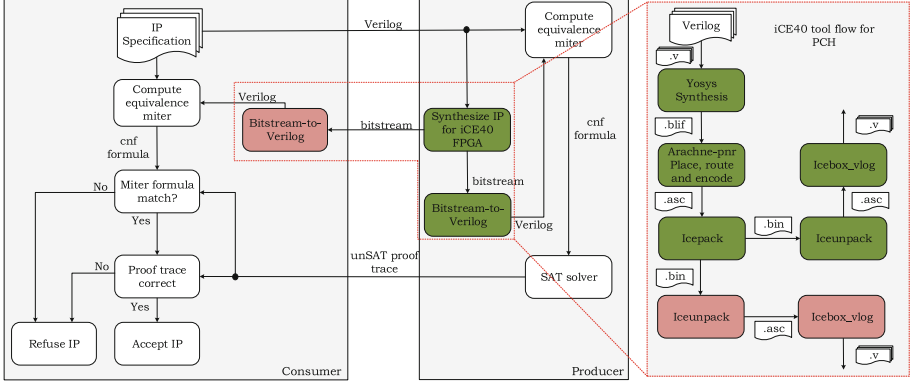 IP
Specification
Verilog
Compute
equivalence
miter
Compute
equivalence
miter
Verilog
Bitstream-to-
Verilog
bitstream
Synthesize IP
for iCE40
FPGA
cnf
formula
cnf
formula
bitstream
Miter formula
match?
No
Yes
Bitstream-to-
Verilog
Verilog
unSAT proof
trace
No
Proof trace
correct
SAT solver
Yes
Refuse IP
Accept IP
Consumer
Producer
Verilog
iCE40 tool flow for
PCH
.v
Yosys
Synthesis
.blif
.v
Arachne-pnr
Place, route
and encode
Icebox_vlog
.asc
.asc
Icepack
.bin
Iceunpack
.bin
Iceunpack
.asc
Icebox_vlog
.v